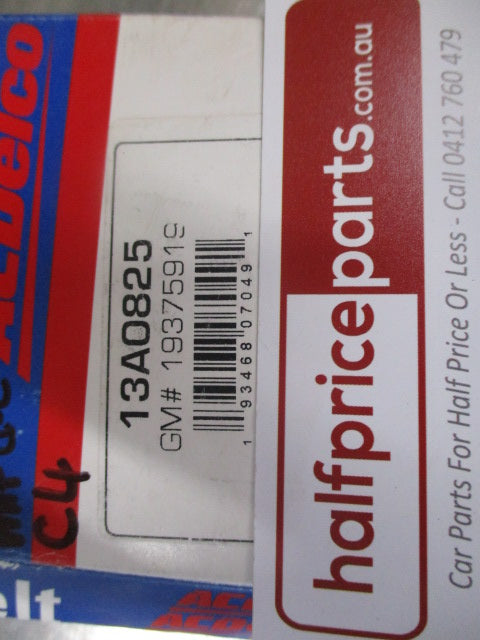 ACDelco
C4
13A0825
GM# 19375919
1 93468 07049 1
elt
halfpriceparts.com.au
Car Parts For Half Price Or Less - Call 0412 760 479